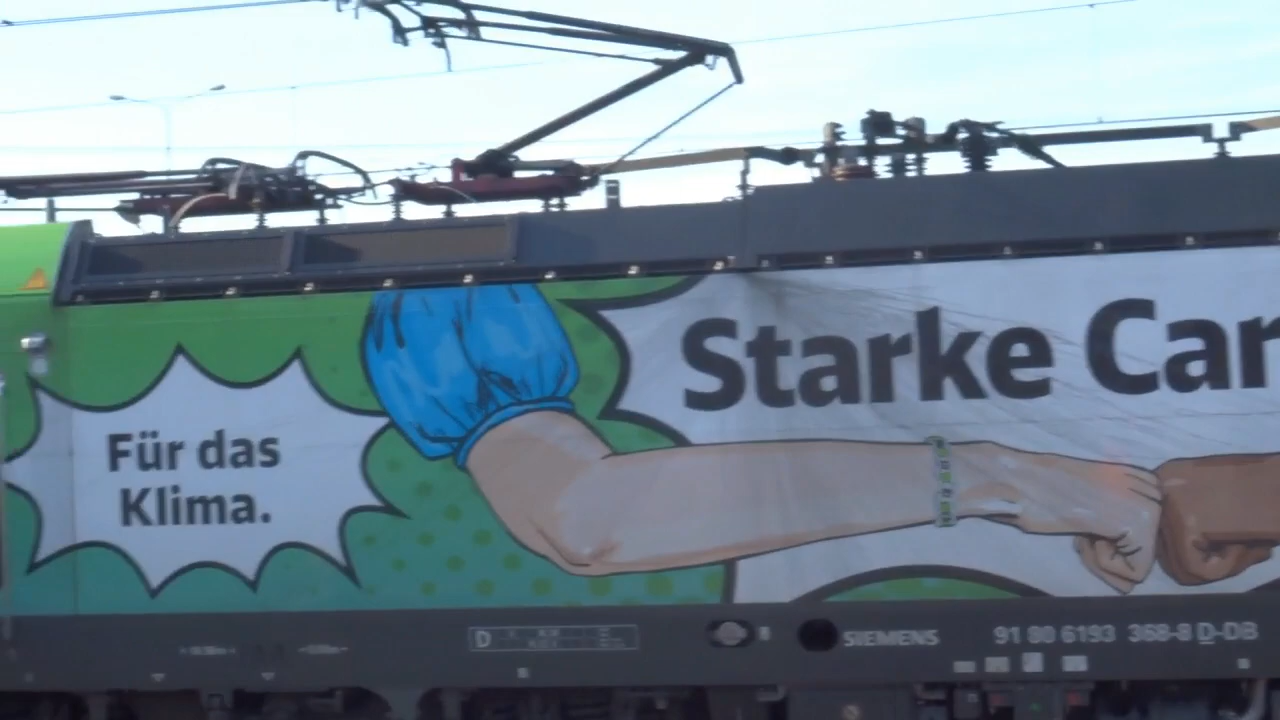 Starke Car
Für das
Klima.
D
SIEMENS
91 80 6193 368-8 D-DB